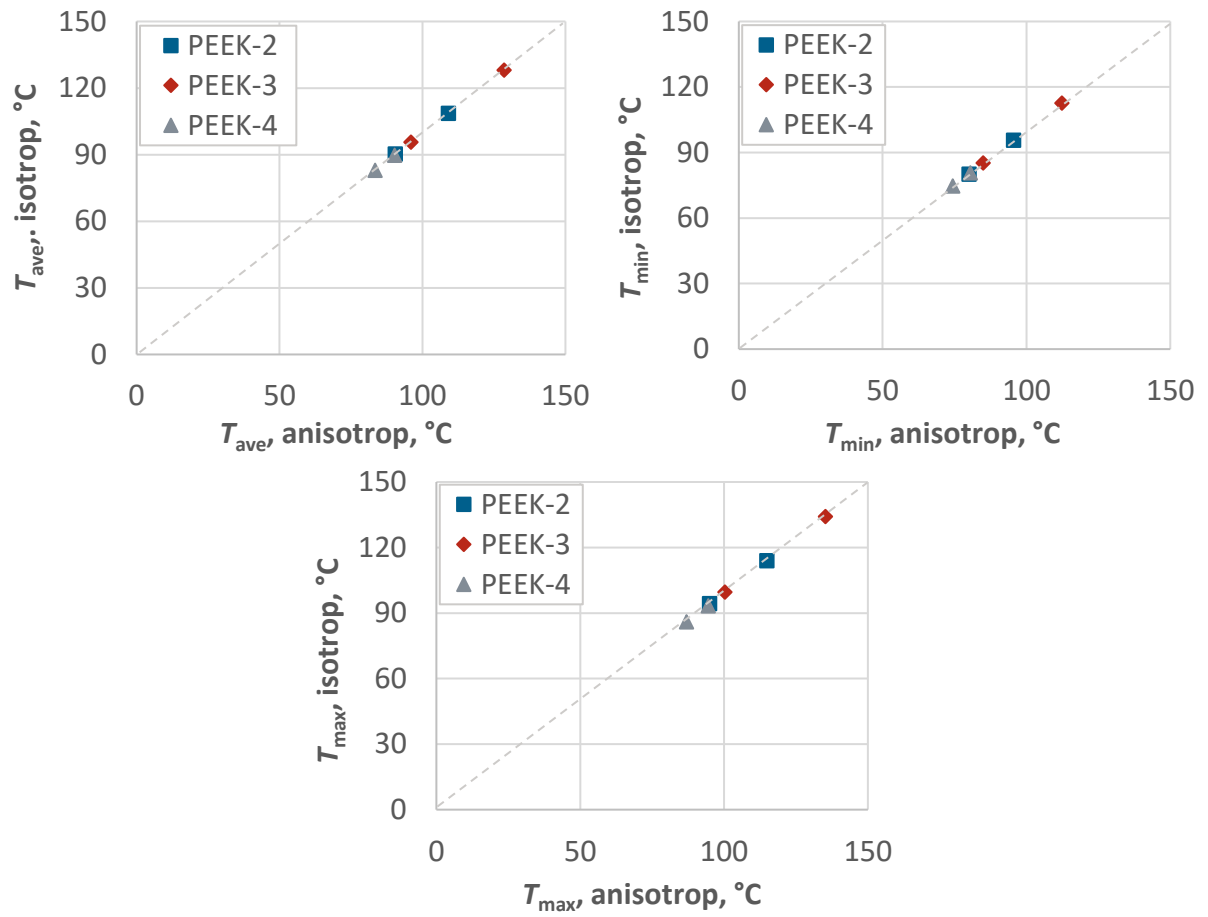 150
120
90
60
30
0
T_ave,. isotrop, °C
PEEK-2
PEEK-3
PEEK-4
0 50 100 150
T_ave, anisotrop, °C
150
120
90
60
30
0
T_min, isotrop, °C
PEEK-2
PEEK-3
PEEK-4
0 50 100 150
T_min, anisotrop, °C
150
120
90
60
30
0
T_max, isotrop, °C
PEEK-2
PEEK-3
PEEK-4
0 50 100 150
T_max, anisotrop, °C